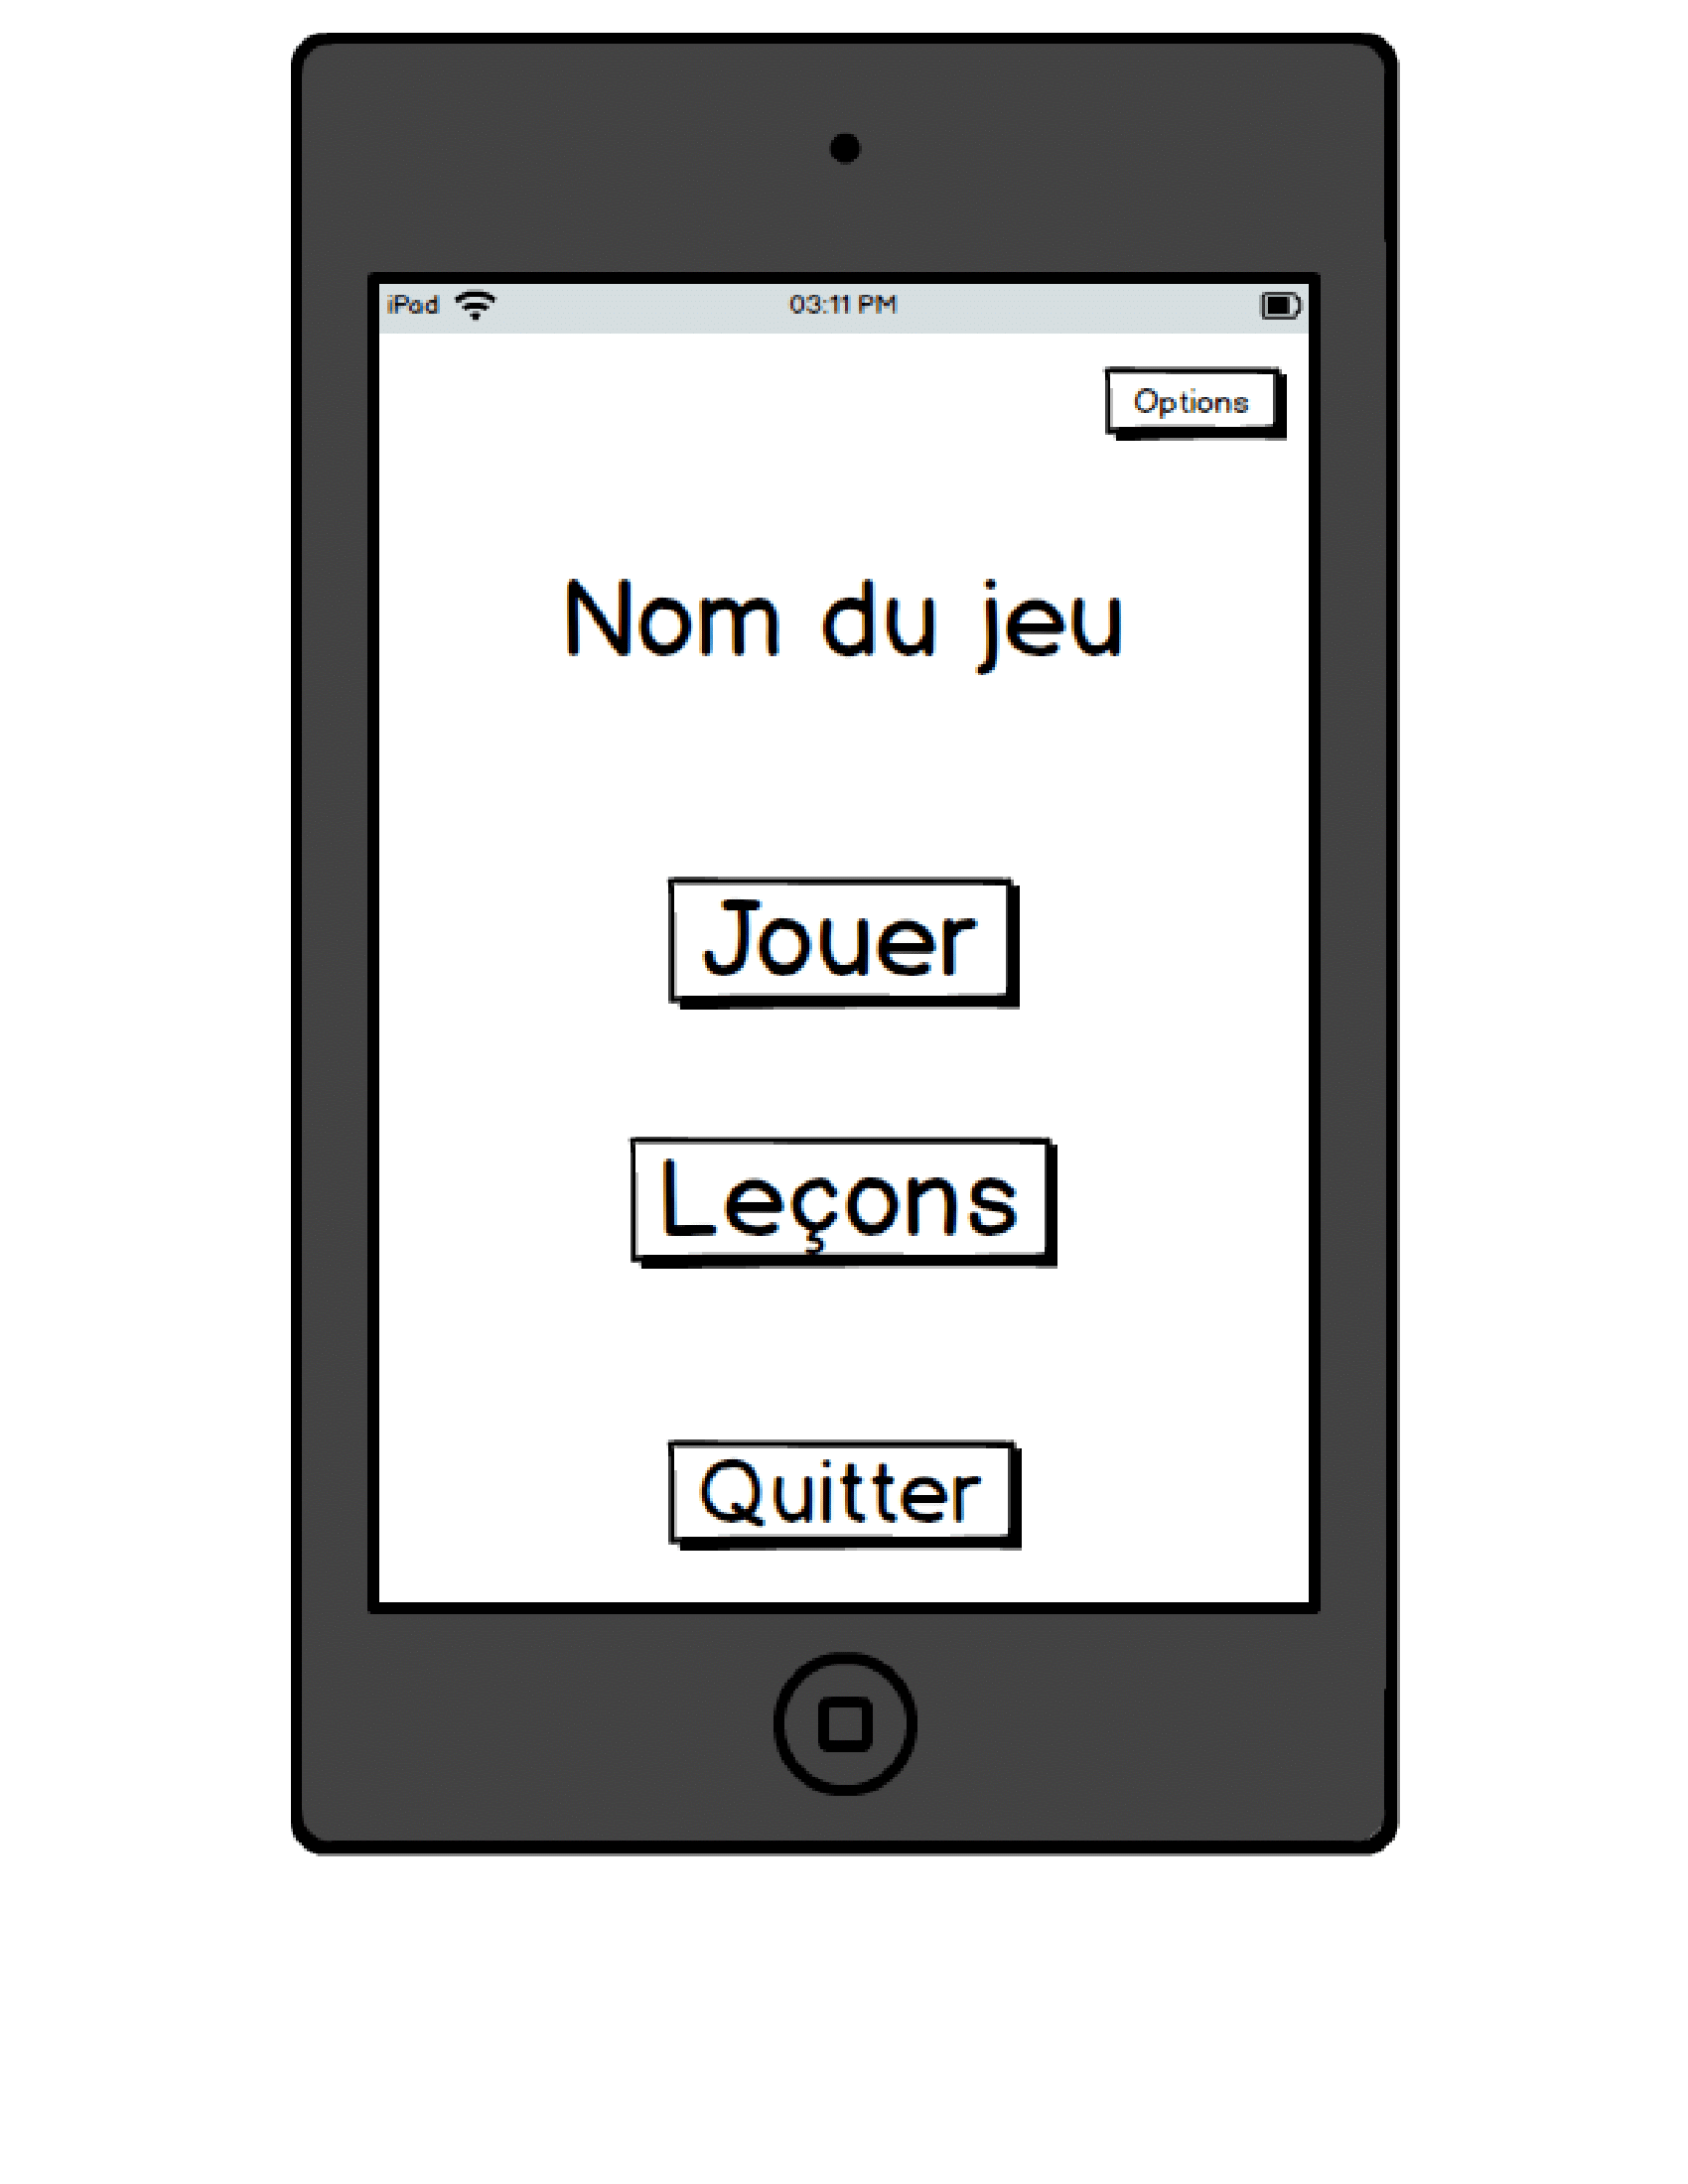 iPad 03:11 PM
Options
Nom du jeu
Jouer
Leçons
Quitter